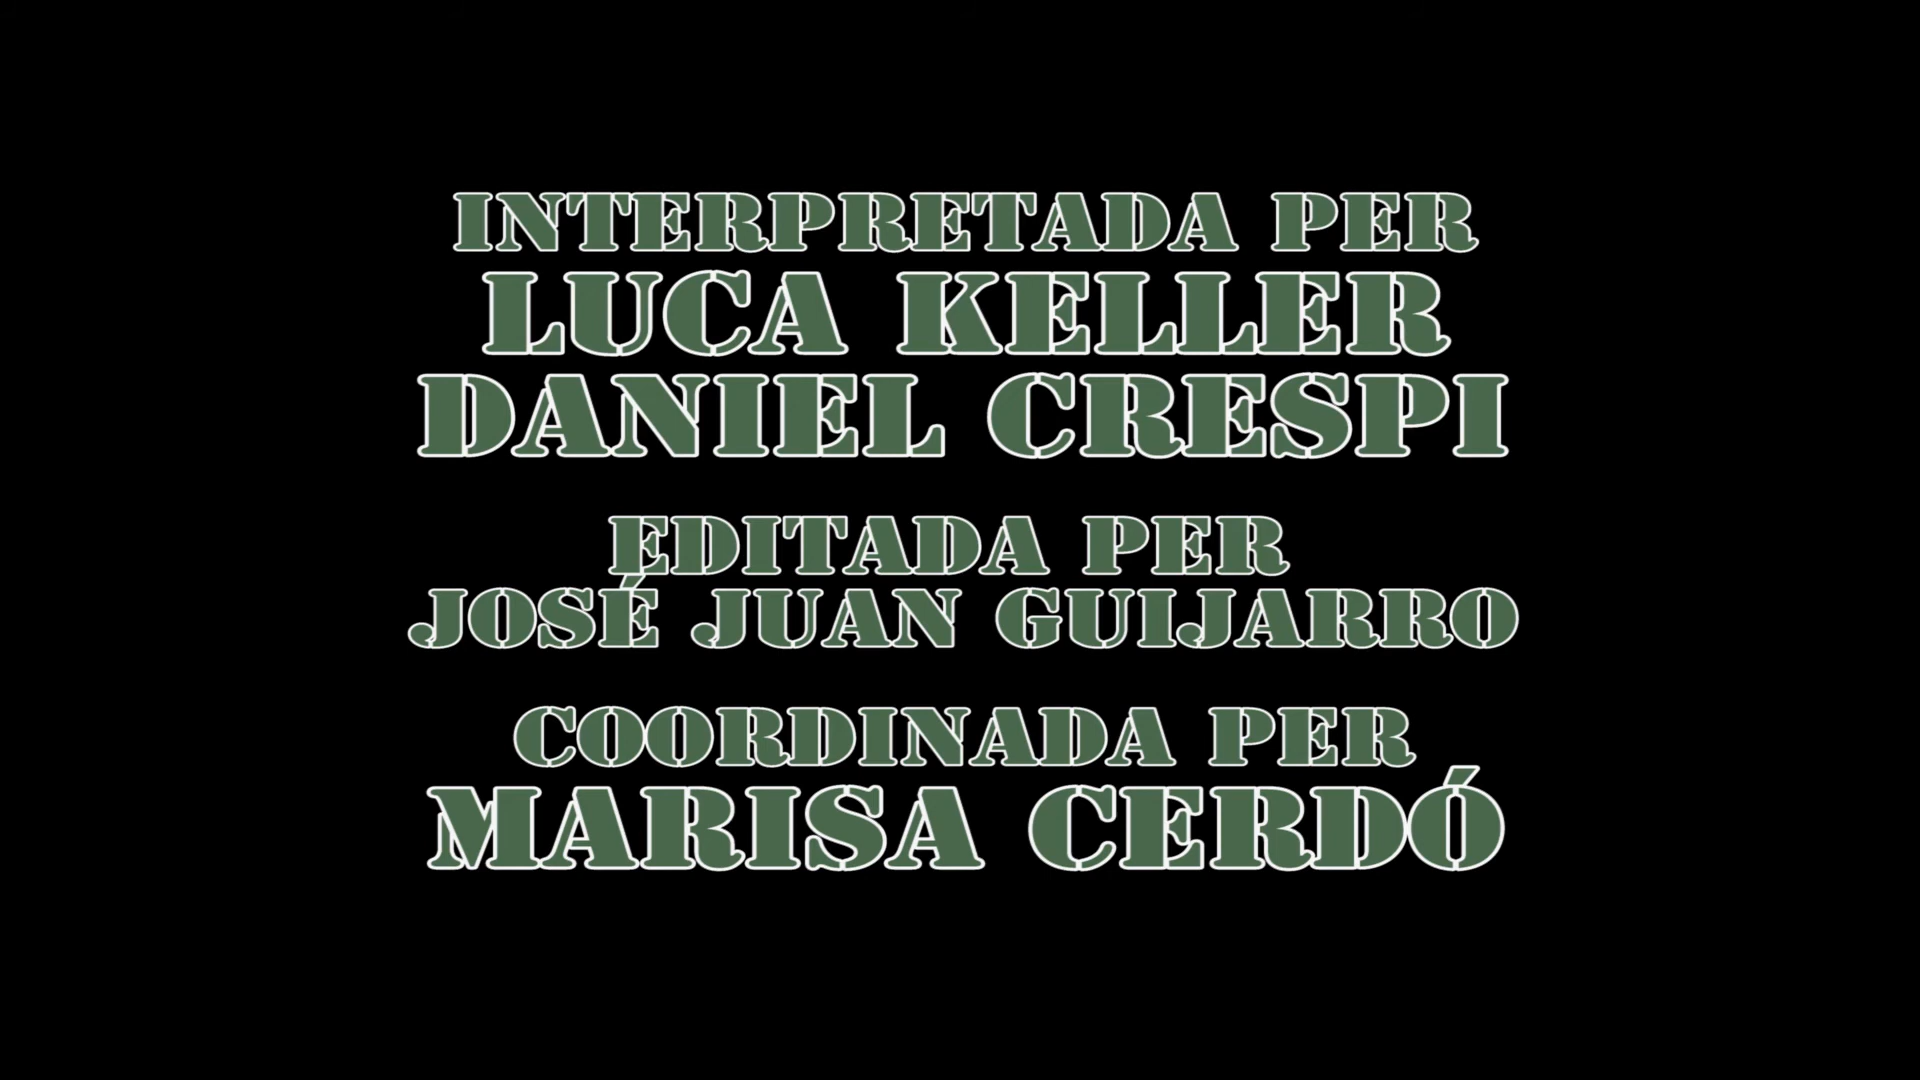 INTERPRETADA PER
LUCA KELLER
DANIEL CRESPI
EDITADA PER
JOSÉ JUAN GUIJARRO
COORDINADA PER
MARISA CERDÓ